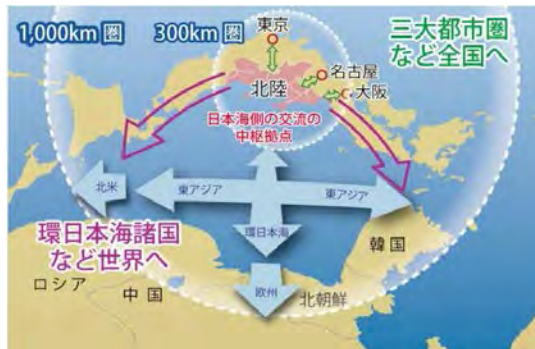 1,000km 圏
300km 圏
東京
三大都市圏
など全国へ
名古屋
大阪
北陸
日本海側の交流の
中枢拠点
北米
東アジア
東アジア
環日本海
環日本海諸国
など世界へ
韓国
ロシア
中国
欧州
北朝鮮